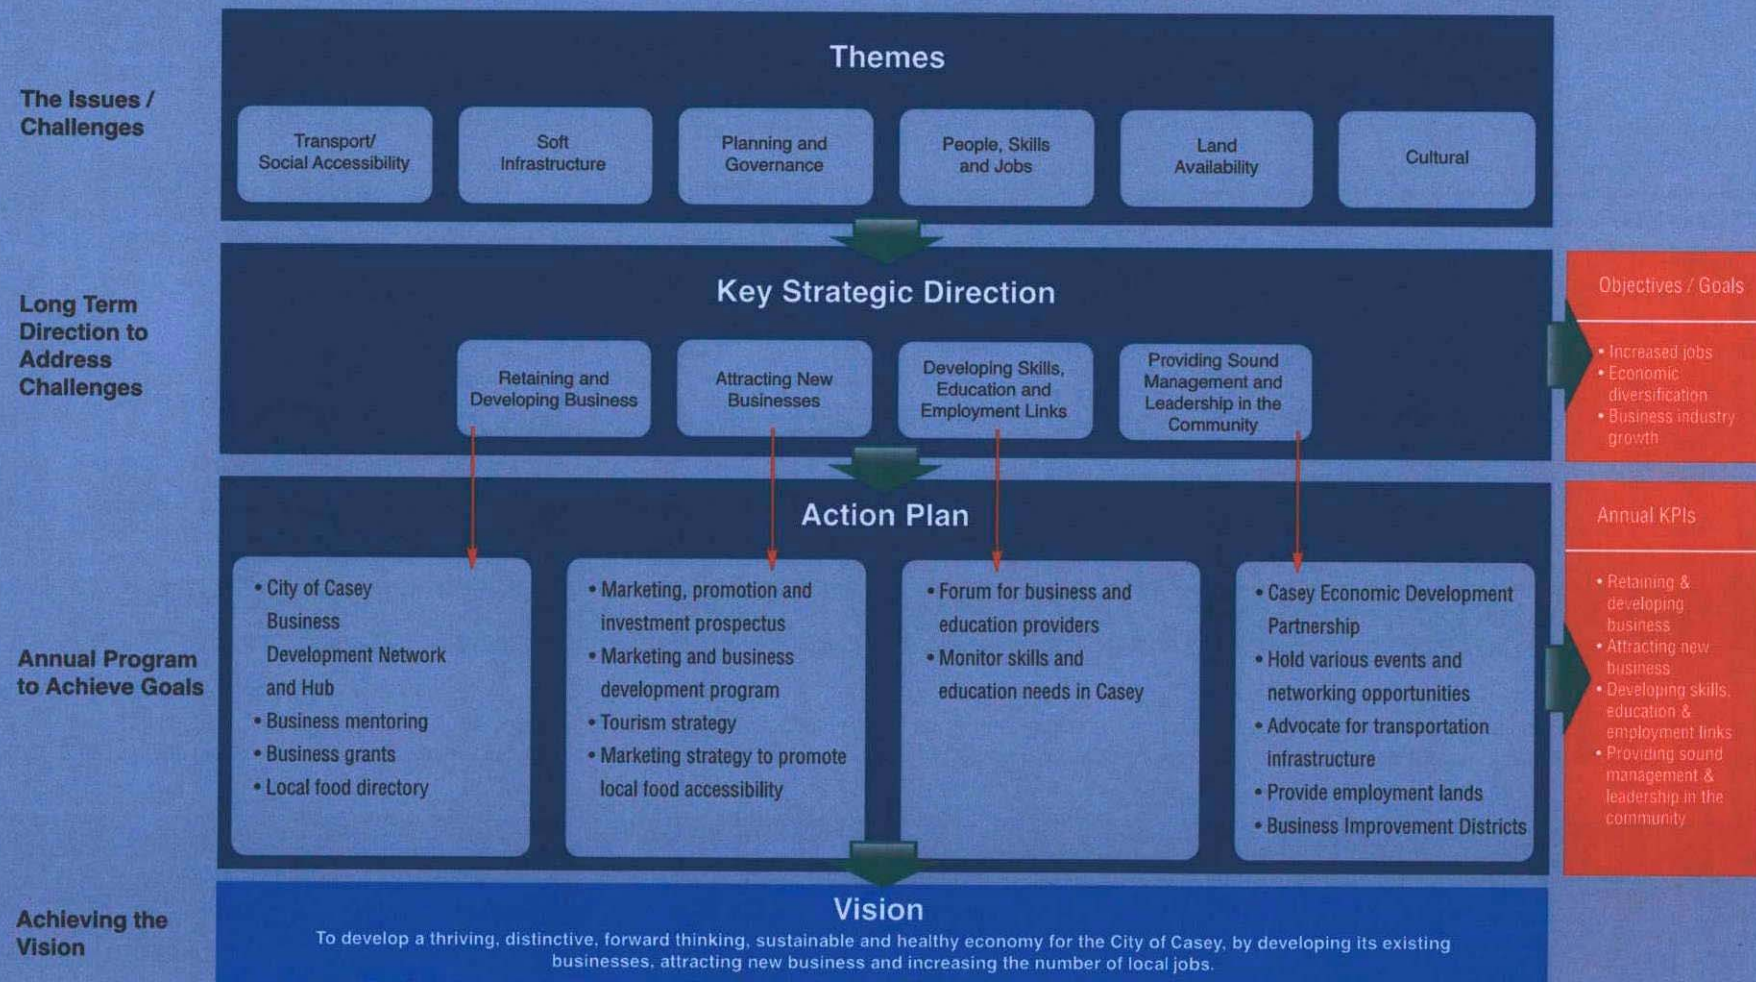 The Issues /
Challenges
Themes
Transport/
Social Accessibility
Soft
Infrastructure
Planning and
Governance
People, Skills
and Jobs
Land
Availability
Cultural
Long Term
Direction to
Address
Challenges
Key Strategic Direction
Retaining and
Developing Business
Attracting New
Businesses
Developing Skills,
Education and
Employment Links
Providing Sound
Management and
Leadership in the
Community
Objectives / Goals
• Increased jobs
• Economic
diversification
• Business industry
growth
Annual Program
to Achieve Goals
Action Plan
• City of Casey
Business
Development Network
and Hub
• Business mentoring
• Business grants
• Local food directory
• Marketing, promotion and
investment prospectus
• Marketing and business
development program
• Tourism strategy
• Marketing strategy to promote
local food accessibility
• Forum for business and
education providers
• Monitor skills and
education needs in Casey
• Casey Economic Development
Partnership
• Hold various events and
networking opportunities
• Advocate for transportation
infrastructure
• Provide employment lands
• Business Improvement Districts
Annual KPIs
• Retaining &
developing
business
• Attracting new
business
• Developing skills,
education &
employment links
• Providing sound
management &
leadership in the
community
Achieving the
Vision
Vision
To develop a thriving, distinctive, forward thinking, sustainable and healthy economy for the City of Casey, by developing its existing
businesses, attracting new business and increasing the number of local jobs.